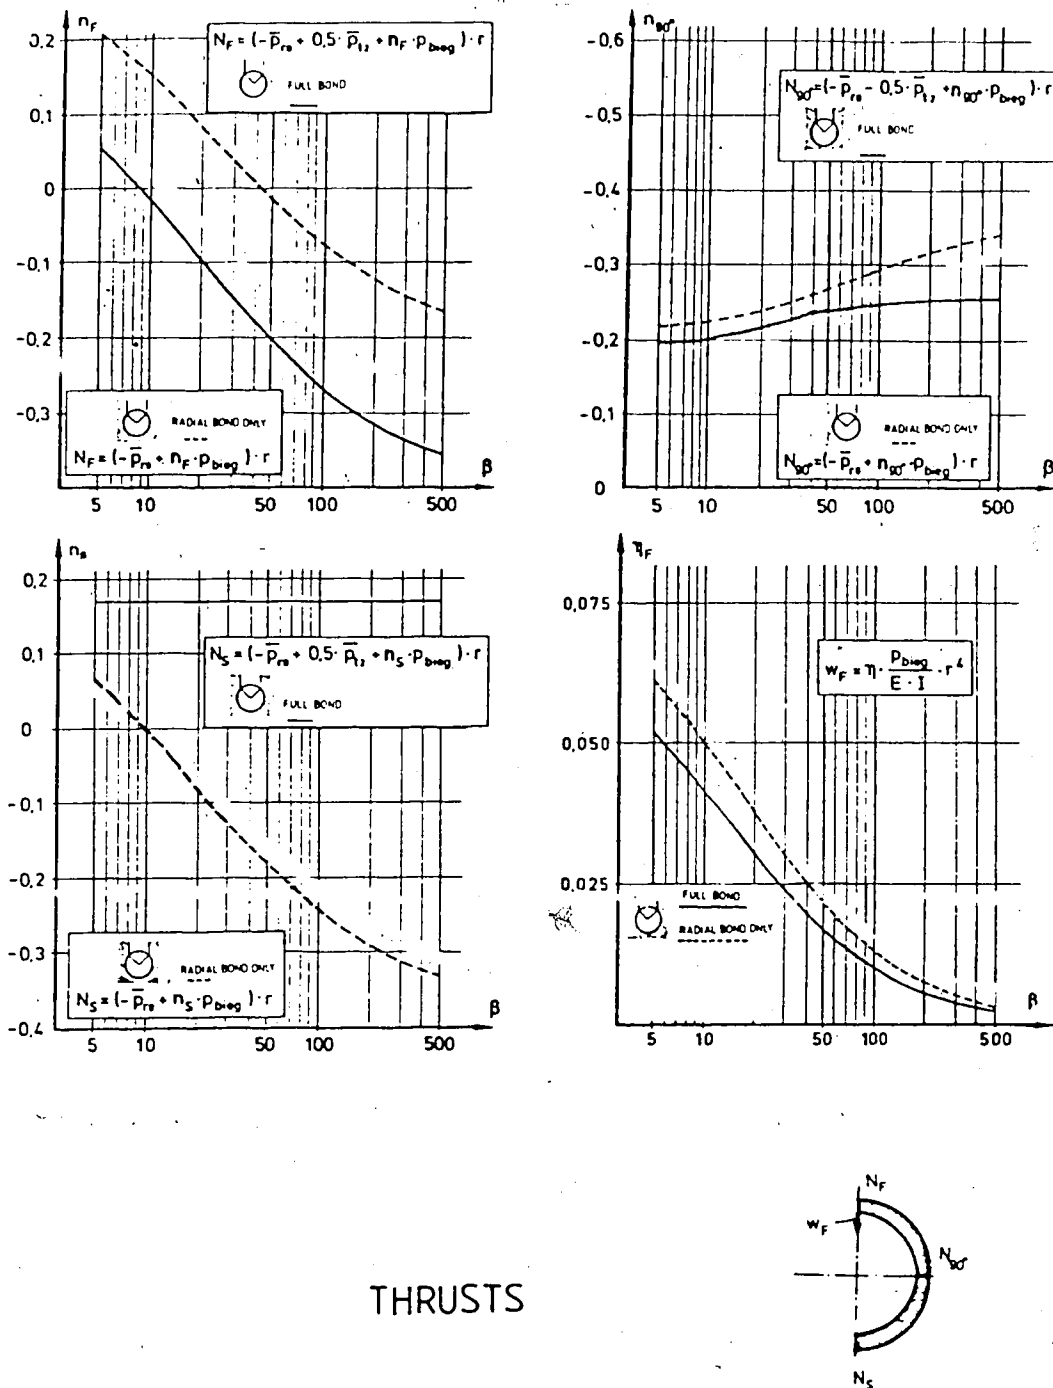 n_F
0,2
0,1
0
-0,1
-0,2
-0,3
N_F = (-p̄_ro + 0.5 · p̄_t2 + n_F · p_bieg) · r
FULL BOND
RADIAL BOND ONLY
N_F = (-p̄_ro + n_F · p_bieg) · r
β
5 10 50 100 500
n_90°
-0,6
-0,5
-0,4
-0,3
-0,2
-0,1
0
N_90° = (-p̄_ro - 0.5 · p̄_t2 + n_90° · p_bieg) · r
FULL BOND
RADIAL BOND ONLY
N_90° = (-p̄_ro + n_90° · p_bieg) · r
β
5 10 50 100 500
n_s
0,2
0,1
0
-0,1
-0,2
-0,3
-0,4
N_S = (-p̄_ro + 0.5 · p̄_t2 + n_S · p_bieg) · r
FULL BOND
RADIAL BOND ONLY
N_S = (-p̄_ro + n_S · p_bieg) · r
β
5 10 50 100 500
η_F
0,075
0,050
0,025
w_F = η · p_bieg / E · I · r⁴
FULL BOND
RADIAL BOND ONLY
β
5 10 50 100 500
N_F
w_F
N_90°
N_S
THRUSTS